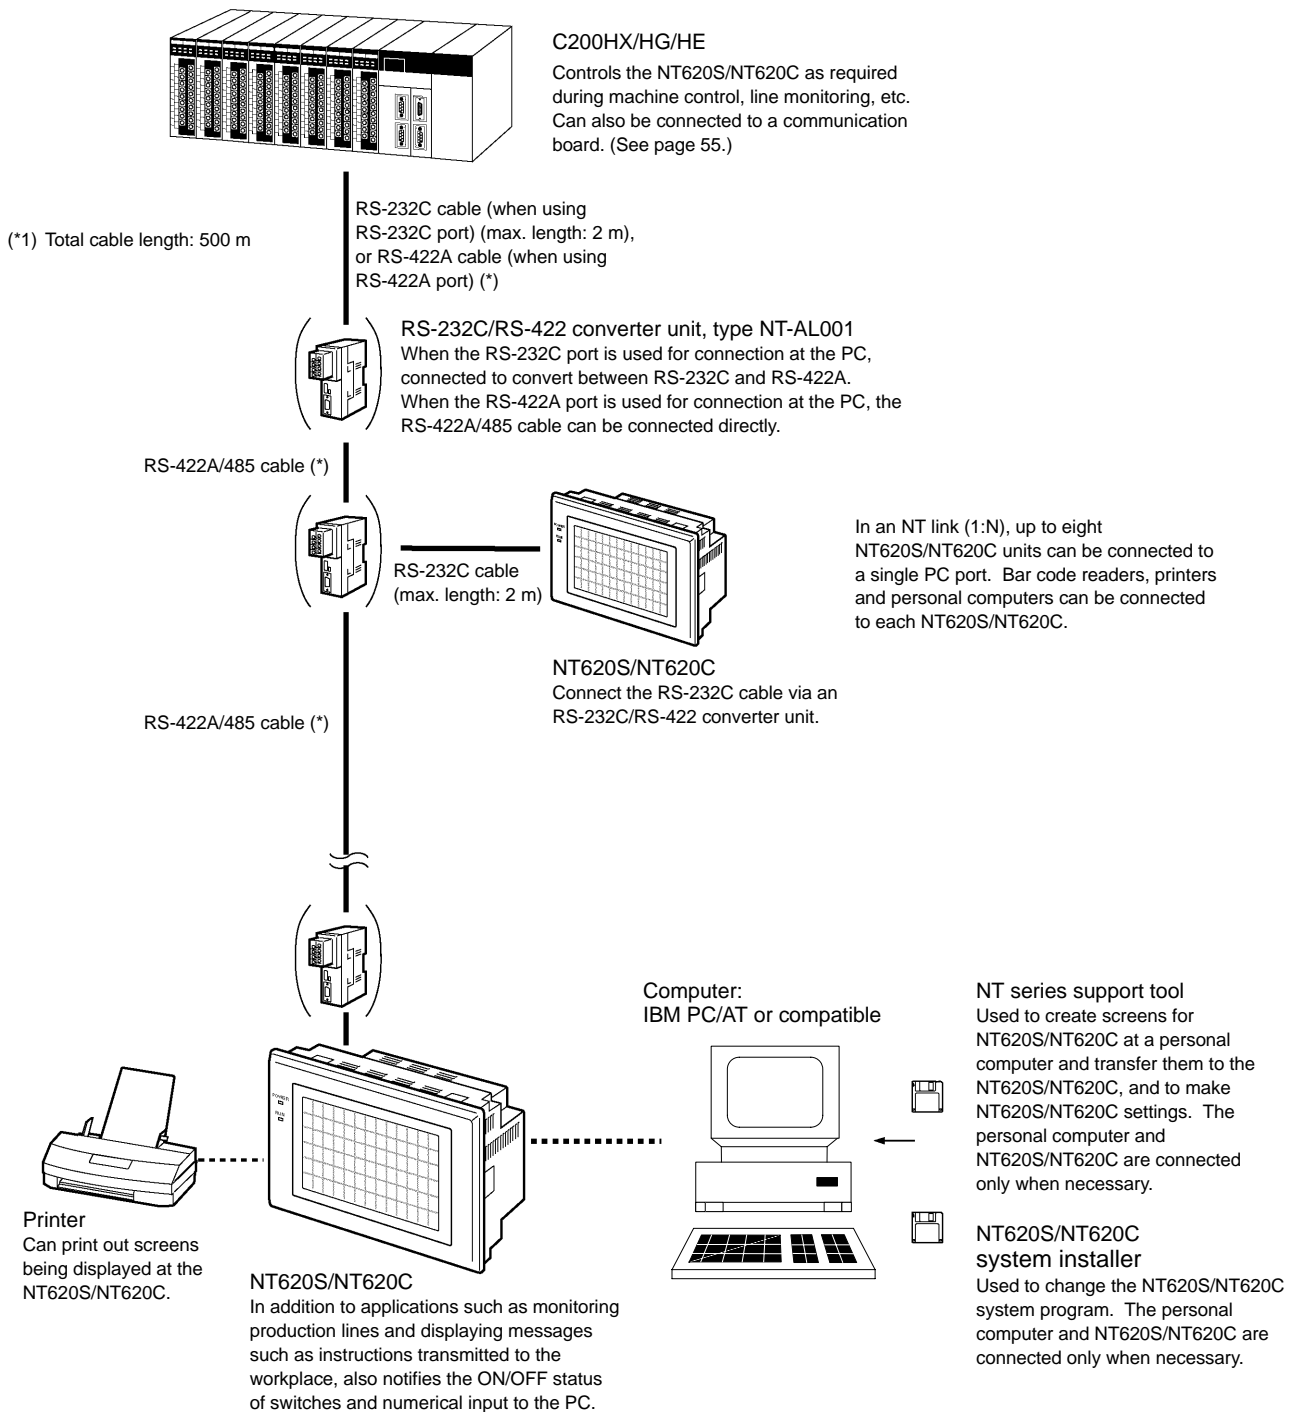 C200HX/HG/HE
Controls the NT620S/NT620C as required
during machine control, line monitoring, etc.
Can also be connected to a communication
board. (See page 55.)
RS-232C cable (when using
RS-232C port) (max. length: 2 m),
or RS-422A cable (when using
RS-422A port) (*)
(*1) Total cable length: 500 m
RS-232C/RS-422 converter unit, type NT-AL001
When the RS-232C port is used for connection at the PC,
connected to convert between RS-232C and RS-422A.
When the RS-422A port is used for connection at the PC, the
RS-422A/485 cable can be connected directly.
RS-422A/485 cable (*)
RS-232C cable
(max. length: 2 m)
In an NT link (1:N), up to eight
NT620S/NT620C units can be connected to
a single PC port.  Bar code readers, printers
and personal computers can be connected
to each NT620S/NT620C.
NT620S/NT620C
Connect the RS-232C cable via an
RS-232C/RS-422 converter unit.
RS-422A/485 cable (*)
Computer:
IBM PC/AT or compatible
NT series support tool
Used to create screens for
NT620S/NT620C at a personal
computer and transfer them to the
NT620S/NT620C, and to make
NT620S/NT620C settings.  The
personal computer and
NT620S/NT620C are connected
only when necessary.
POWER
RUN
Printer
Can print out screens
being displayed at the
NT620S/NT620C.
NT620S/NT620C
system installer
Used to change the NT620S/NT620C
system program.  The personal
computer and NT620S/NT620C are
connected only when necessary.
NT620S/NT620C
In addition to applications such as monitoring
production lines and displaying messages
such as instructions transmitted to the
workplace, also notifies the ON/OFF status
of switches and numerical input to the PC.